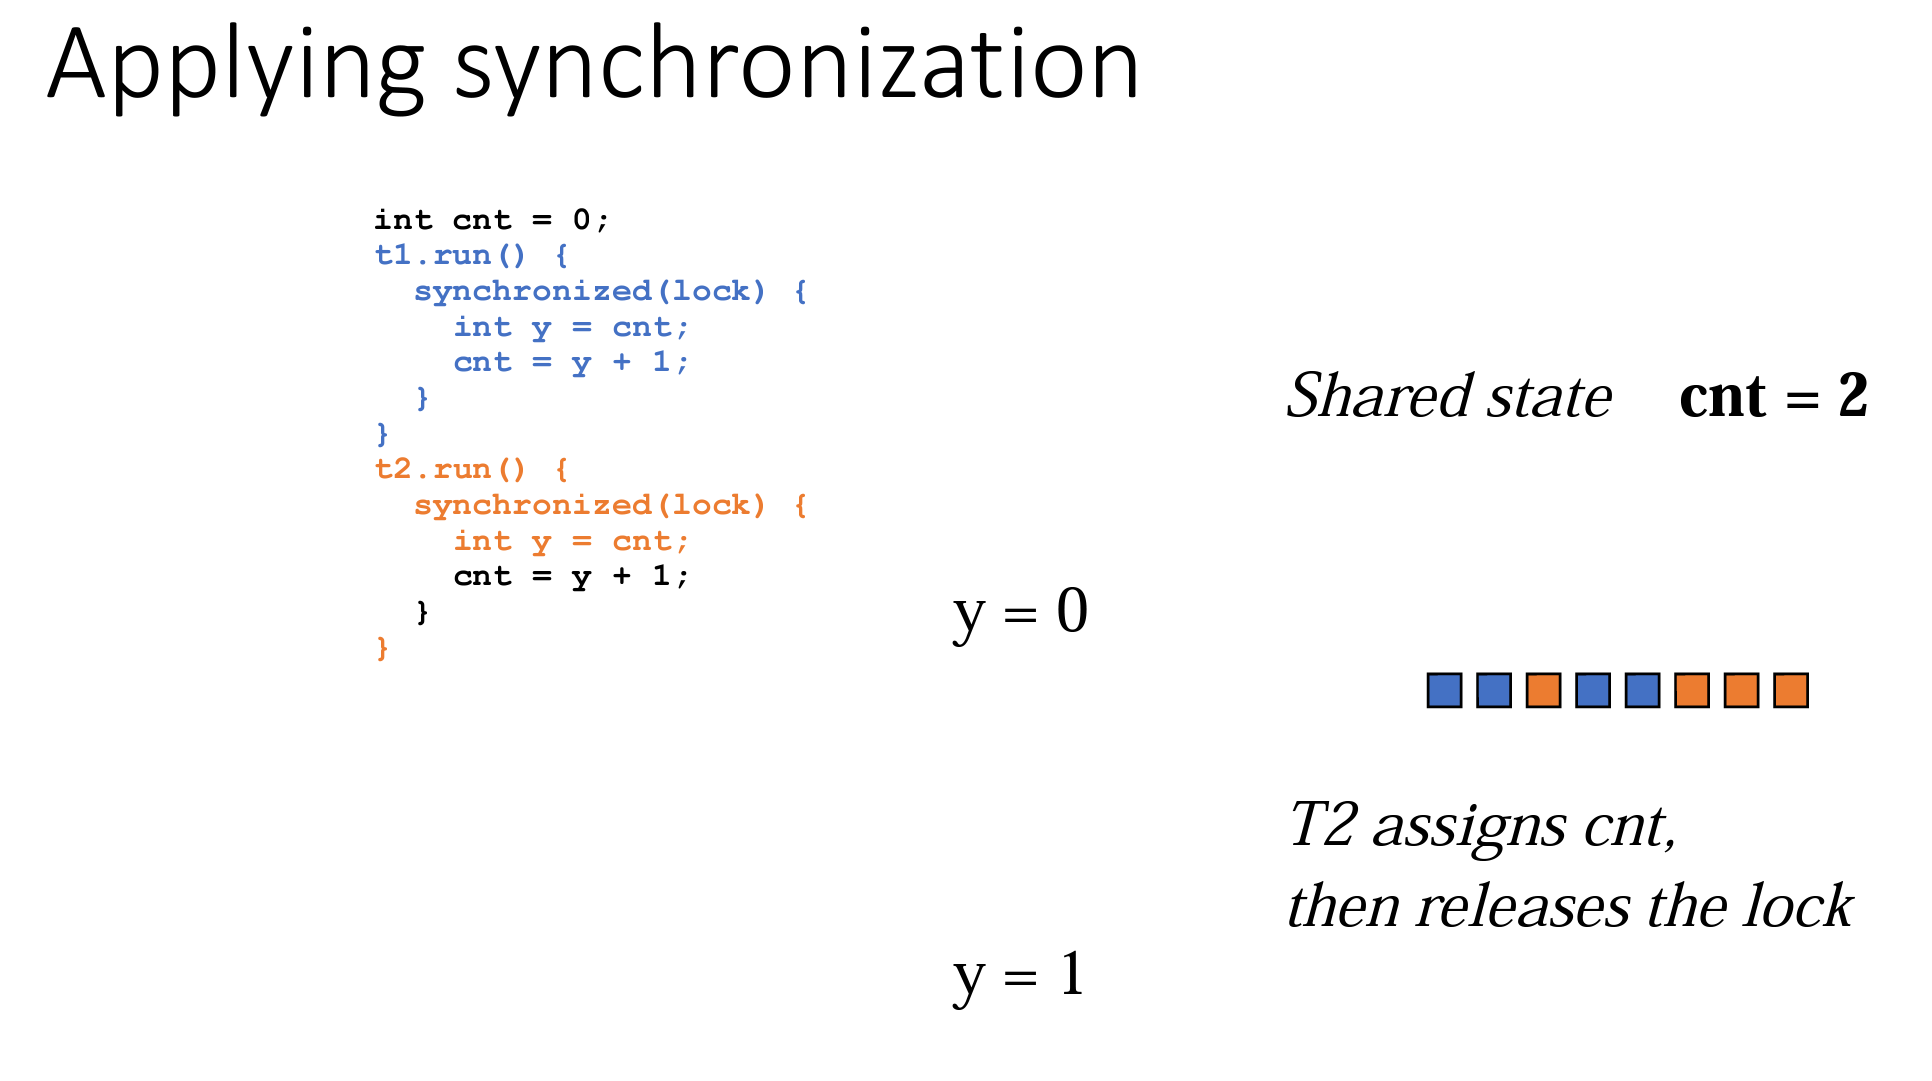 Applying synchronization
int cnt = 0;
t1.run() {
  synchronized(lock) {
    int y = cnt;
    cnt = y + 1;
  }
}
t2.run() {
  synchronized(lock) {
    int y = cnt;
    cnt = y + 1;
  }
}
Shared state cnt = 2
y = 0
T2 assigns cnt,
then releases the lock
y = 1